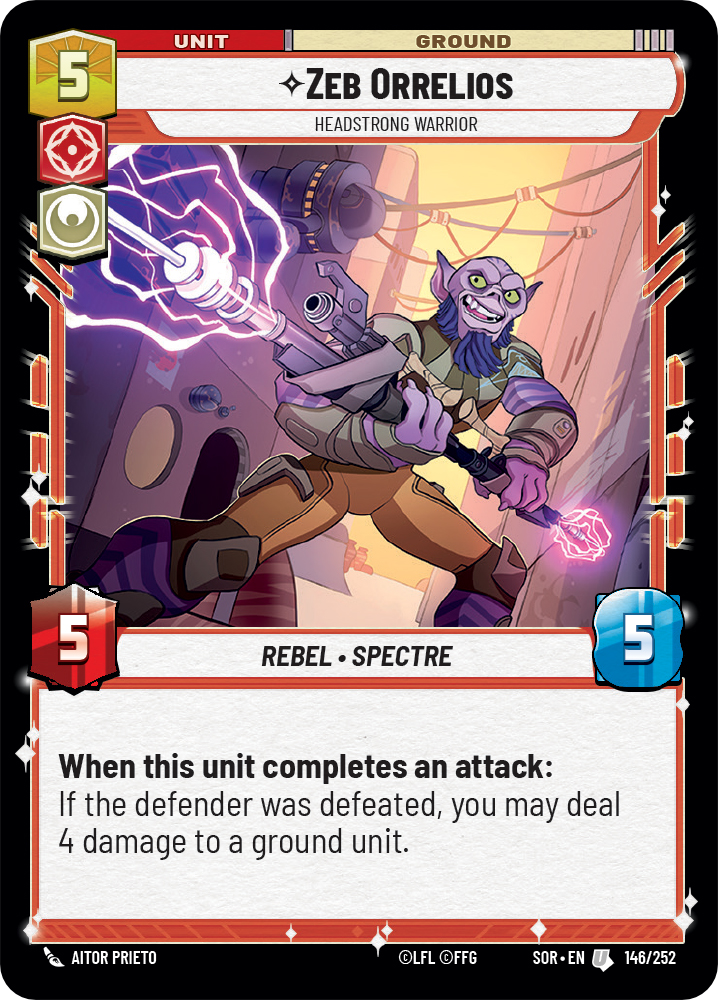 UNIT
GROUND
5
✧ZEB ORRELIOS
HEADSTRONG WARRIOR
5
REBEL • SPECTRE
5
When this unit completes an attack:
If the defender was defeated, you may deal
4 damage to a ground unit.
AITOR PRIETO
©LFL ©FFG
SOR • EN
U
146/252